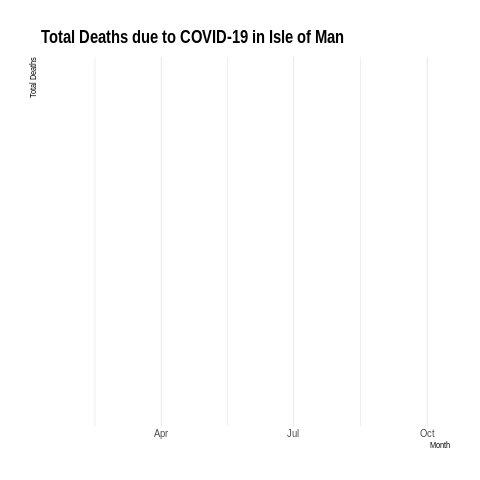 Total Deaths due to COVID-19 in Isle of Man
Total Deaths
Apr
Jul
Oct
Month